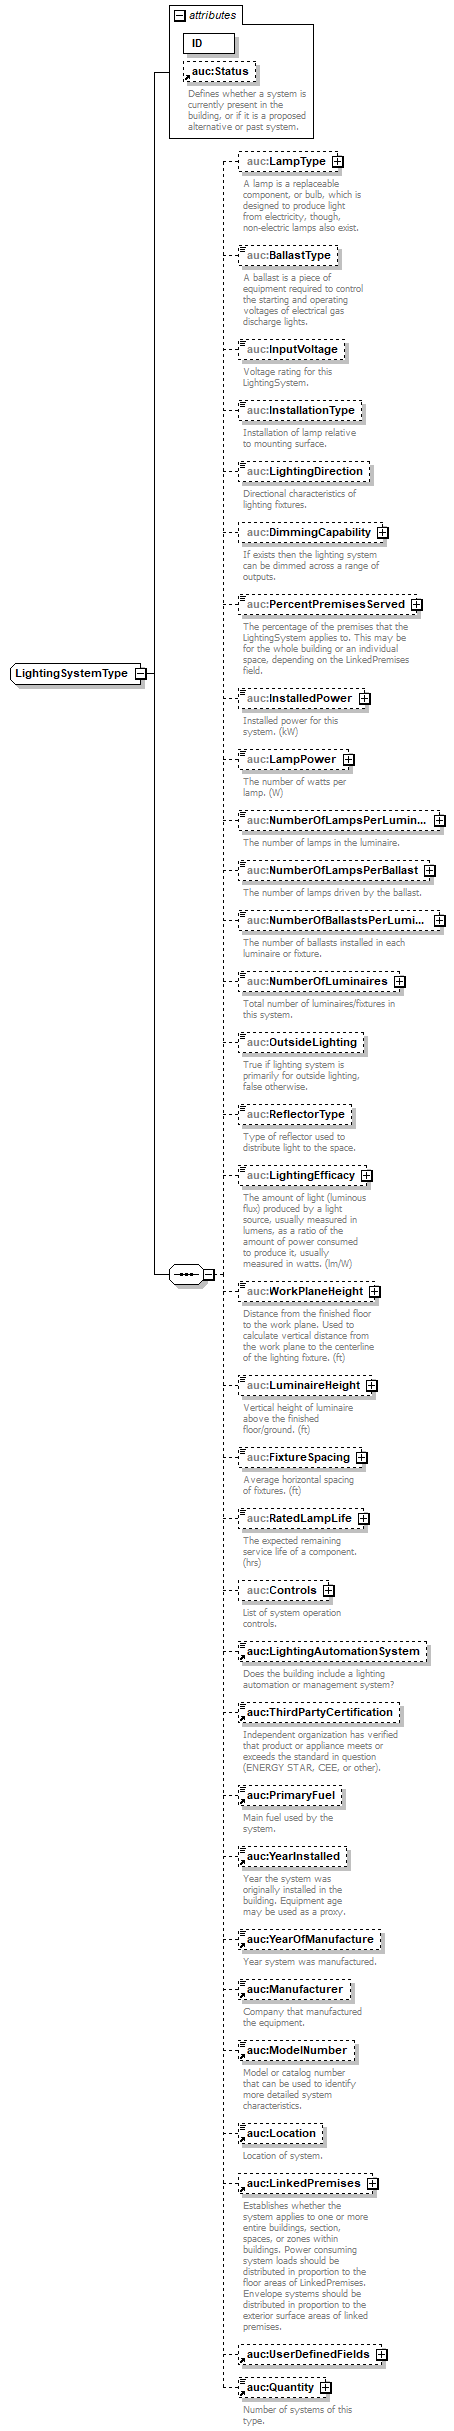 attributes
ID
auc:Status
Defines whether a system is
currently present in the
building, or if it is a proposed
alternative or past system.
auc:LampType
A lamp is a replaceable
component, or bulb, which is
designed to produce light
from electricity, though,
non-electric lamps also exist.
auc:BallastType
A ballast is a piece of
equipment required to control
the starting and operating
voltages of electrical gas
discharge lights.
auc:InputVoltage
Voltage rating for this
LightingSystem.
auc:InstallationType
Installation of lamp relative
to mounting surface.
auc:LightingDirection
Directional characteristics of
lighting fixtures.
auc:DimmingCapability
If exists then the lighting system
can be dimmed across a range of
outputs.
auc:PercentPremisesServed
The percentage of the premises that the
LightingSystem applies to. This may be
for the whole building or an individual
space, depending on the LinkedPremises
field.
LightingSystemType
auc:InstalledPower
Installed power for this
system. (kW)
auc:LampPower
The number of watts per
lamp. (W)
auc:NumberOfLampsPerLumin...
The number of lamps in the luminaire.
auc:NumberOfLampsPerBallast
The number of lamps driven by the ballast.
auc:NumberOfBallastsPerLumi...
The number of ballasts installed in each
luminaire or fixture.
auc:NumberOfLuminaires
Total number of luminaires/fixtures in
this system.
auc:OutsideLighting
True if lighting system is
primarily for outside lighting,
false otherwise.
auc:ReflectorType
Type of reflector used to
distribute light to the space.
auc:LightingEfficacy
The amount of light (luminous
flux) produced by a light
source, usually measured in
lumens, as a ratio of the
amount of power consumed
to produce it, usually
measured in watts. (lm/W)
auc:WorkPlaneHeight
Distance from the finished floor
to the work plane. Used to
calculate vertical distance from
the work plane to the centerline
of the lighting fixture. (ft)
auc:LuminaireHeight
Vertical height of luminaire
above the finished
floor/ground. (ft)
auc:FixtureSpacing
Average horizontal spacing
of fixtures. (ft)
auc:RatedLampLife
The expected remaining
service life of a component.
(hrs)
auc:Controls
List of system operation
controls.
auc:LightingAutomationSystem
Does the building include a lighting
automation or management system?
auc:ThirdPartyCertification
Independent organization has verified
that product or appliance meets or
exceeds the standard in question
(ENERGY STAR, CEE, or other).
auc:PrimaryFuel
Main fuel used by the
system.
auc:YearInstalled
Year the system was
originally installed in the
building. Equipment age
may be used as a proxy.
auc:YearOfManufacture
Year system was manufactured.
auc:Manufacturer
Company that manufactured
the equipment.
auc:ModelNumber
Model or catalog number
that can be used to identify
more detailed system
characteristics.
auc:Location
Location of system.
auc:LinkedPremises
Establishes whether the
system applies to one or more
entire buildings, section,
spaces, or zones within
buildings. Power consuming
system loads should be
distributed in proportion to the
floor areas of LinkedPremises.
Envelope systems should be
distributed in proportion to the
exterior surface areas of linked
premises.
auc:UserDefinedFields
auc:Quantity
Number of systems of this
type.